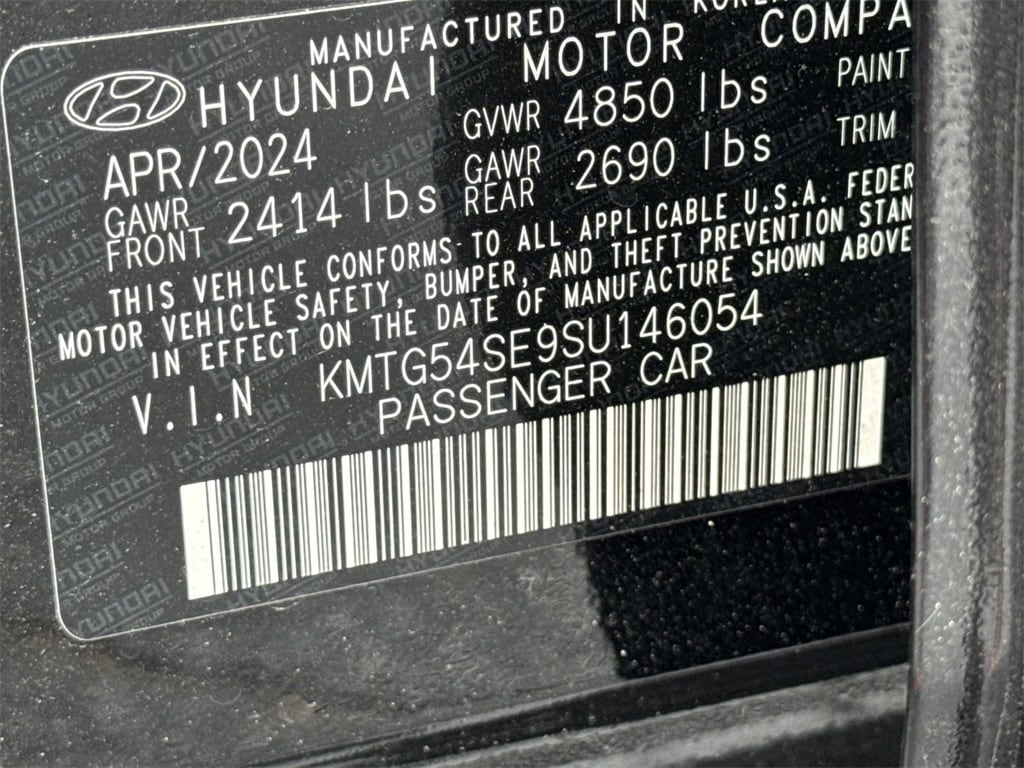 MANUFACTURED IN KOREA
HYUNDAI MOTOR COMPA
APR/2024 GVWR 4850 lbs PAINT
GAWR FRONT 2414 lbs GAWR REAR 2690 lbs TRIM
THIS VEHICLE CONFORMS TO ALL APPLICABLE U.S.A. FEDER
MOTOR VEHICLE SAFETY, BUMPER, AND THEFT PREVENTION STAN
IN EFFECT ON THE DATE OF MANUFACTURE SHOWN ABOVE
V.I.N KMTG54SE9SU146054
PASSENGER CAR